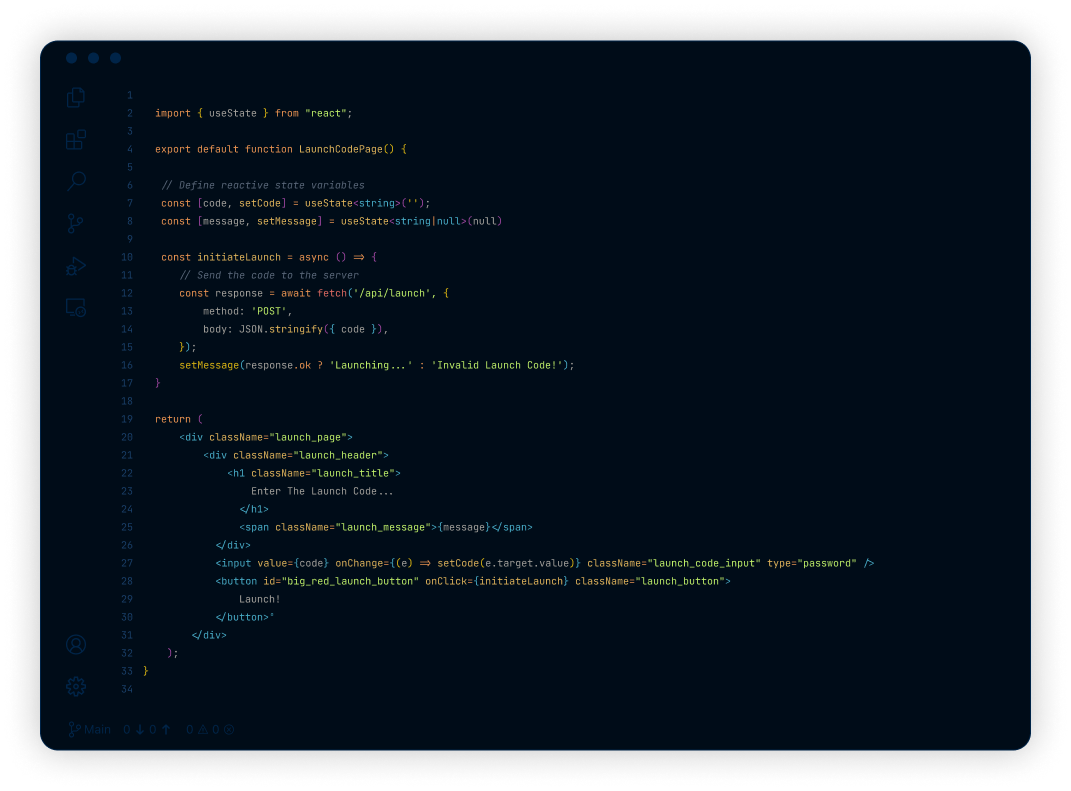 1
2 import { useState } from "react";
3
4 export default function LaunchCodePage() {
5
6 // Define reactive state variables
7 const [code, setCode] = useState<string>('');
8 const [message, setMessage] = useState<string|null>(null)
9
10 const initiateLaunch = async () => {
11 // Send the code to the server
12 const response = await fetch('/api/launch', {
13 method: 'POST',
14 body: JSON.stringify({ code }),
15 });
16 setMessage(response.ok ? 'Launching...' : 'Invalid Launch Code!');
17 }
18
19 return (
20 <div className="launch_page">
21 <div className="launch_header">
22 <h1 className="launch_title">
23 Enter The Launch Code...
24 </h1>
25 <span className="launch_message">{message}</span>
26 </div>
27 <input value={code} onChange={(e) => setCode(e.target.value)} className="launch_code_input" type="password" />
28 <button id="big_red_launch_button" onClick={initiateLaunch} className="launch_button">
29 Launch!
30 </button>'
31 </div>
32 );
33 }
34
Main 0 ↓ 0 ↑ 0 ⚠ 0 ⊗